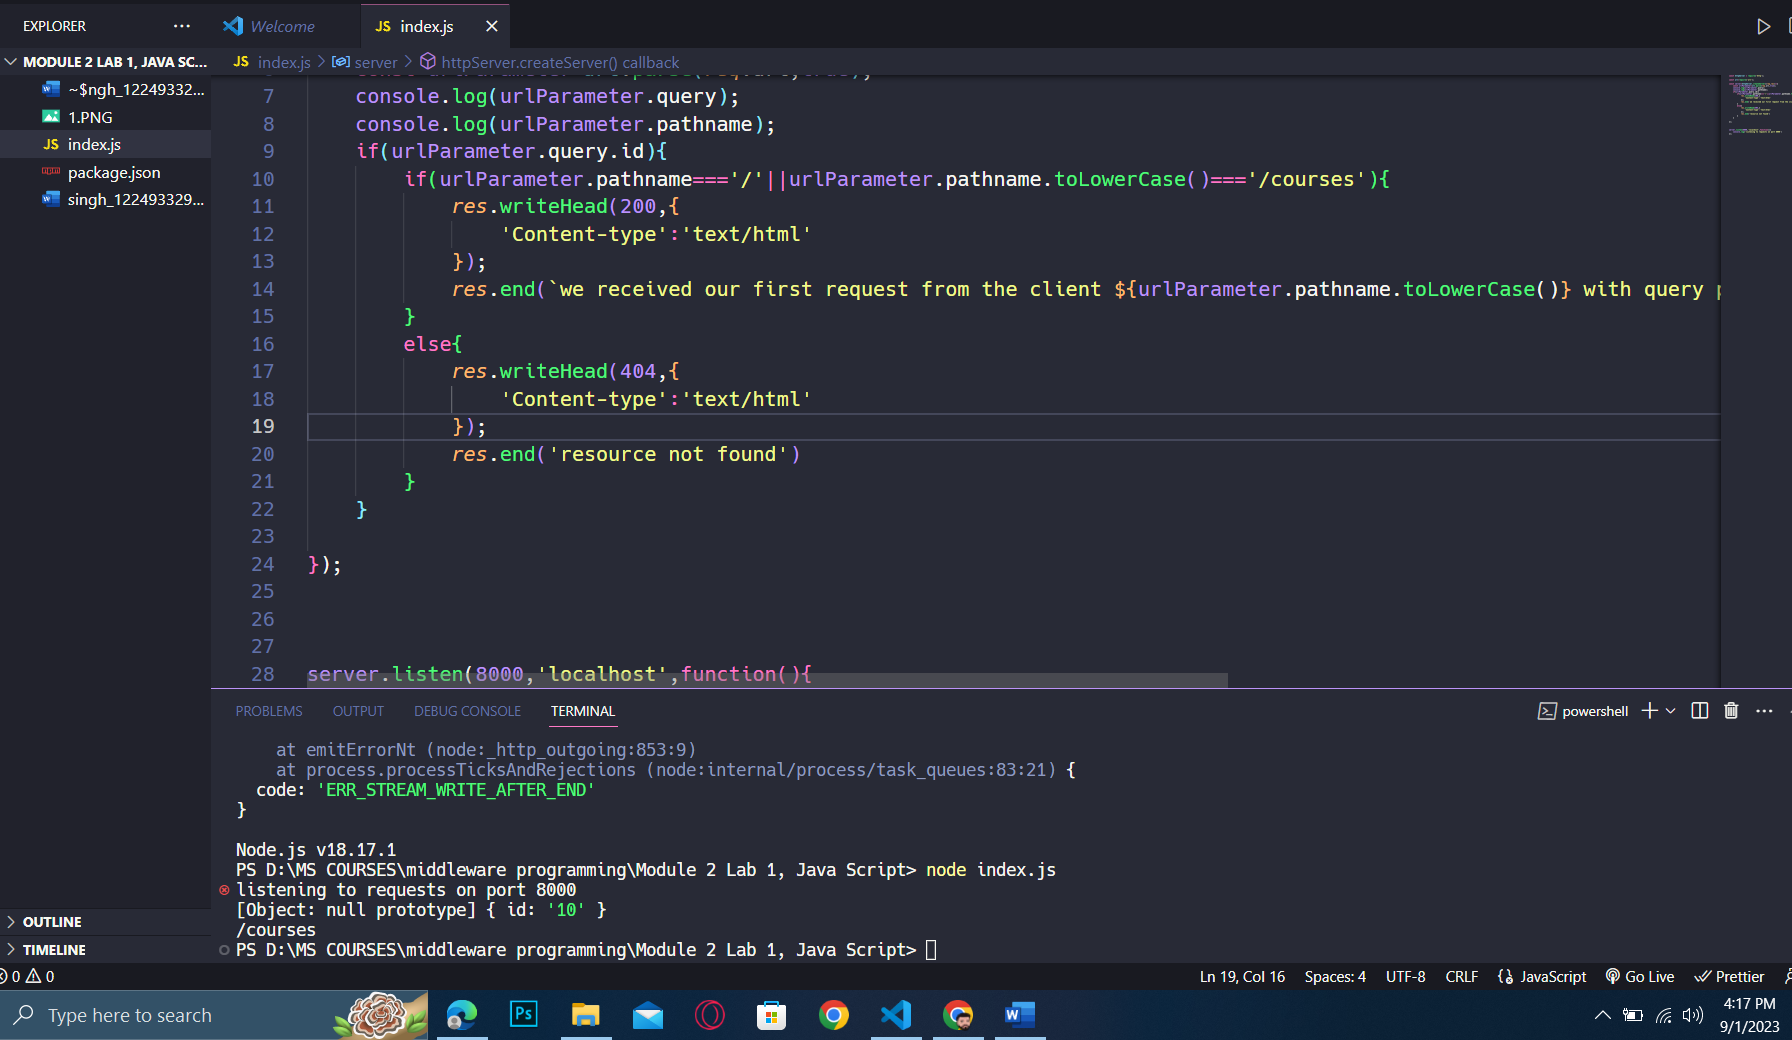 EXPLORER
Welcome
JS index.js
MODULE 2 LAB 1, JAVA SC...
JS index.js > server > httpServer.createServer() callback
~$ngh_12249332...
1.PNG
JS index.js
package.json
singh_122493329...
7 console.log(urlParameter.query);
8 console.log(urlParameter.pathname);
9 if(urlParameter.query.id){
10 if(urlParameter.pathname==='/'||urlParameter.pathname.toLowerCase()==='/courses'){
11 res.writeHead(200,{
12 'Content-type':'text/html'
13 });
14 res.end(`we received our first request from the client ${urlParameter.pathname.toLowerCase()} with query
15 }
16 else{
17 res.writeHead(404,{
18 'Content-type':'text/html'
19 });
20 res.end('resource not found')
21 }
22 }
23
24 });
25
26
27
28 server.listen(8000,'localhost',function(){
PROBLEMS OUTPUT DEBUG CONSOLE TERMINAL
powershell
at emitErrorNt (node:_http_outgoing:853:9)
at process.processTicksAndRejections (node:internal/process/task_queues:83:21) {
code: 'ERR_STREAM_WRITE_AFTER_END'
}
Node.js v18.17.1
PS D:\MS COURSES\middleware programming\Module 2 Lab 1, Java Script> node index.js
listening to requests on port 8000
[Object: null prototype] { id: '10' }
/courses
PS D:\MS COURSES\middleware programming\Module 2 Lab 1, Java Script>
OUTLINE
TIMELINE
0 0
Ln 19, Col 16 Spaces: 4 UTF-8 CRLF JavaScript Go Live Prettier
Type here to search
Ps
W
4:17 PM
9/1/2023